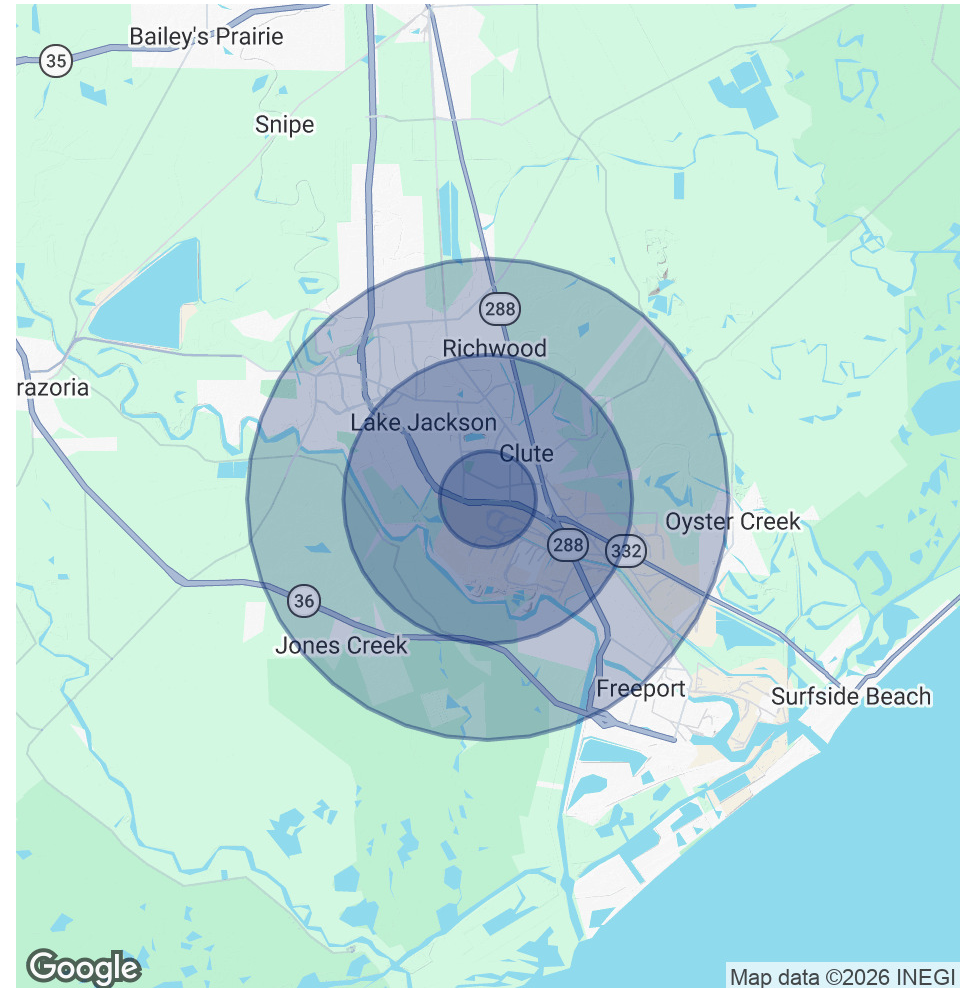 Bailey's Prairie
35
Snipe
288
Richwood
razoria
Lake Jackson
Clute
Oyster Creek
288
332
36
Jones Creek
Freeport
Surfside Beach
Google
Map data ©2026 INEGI